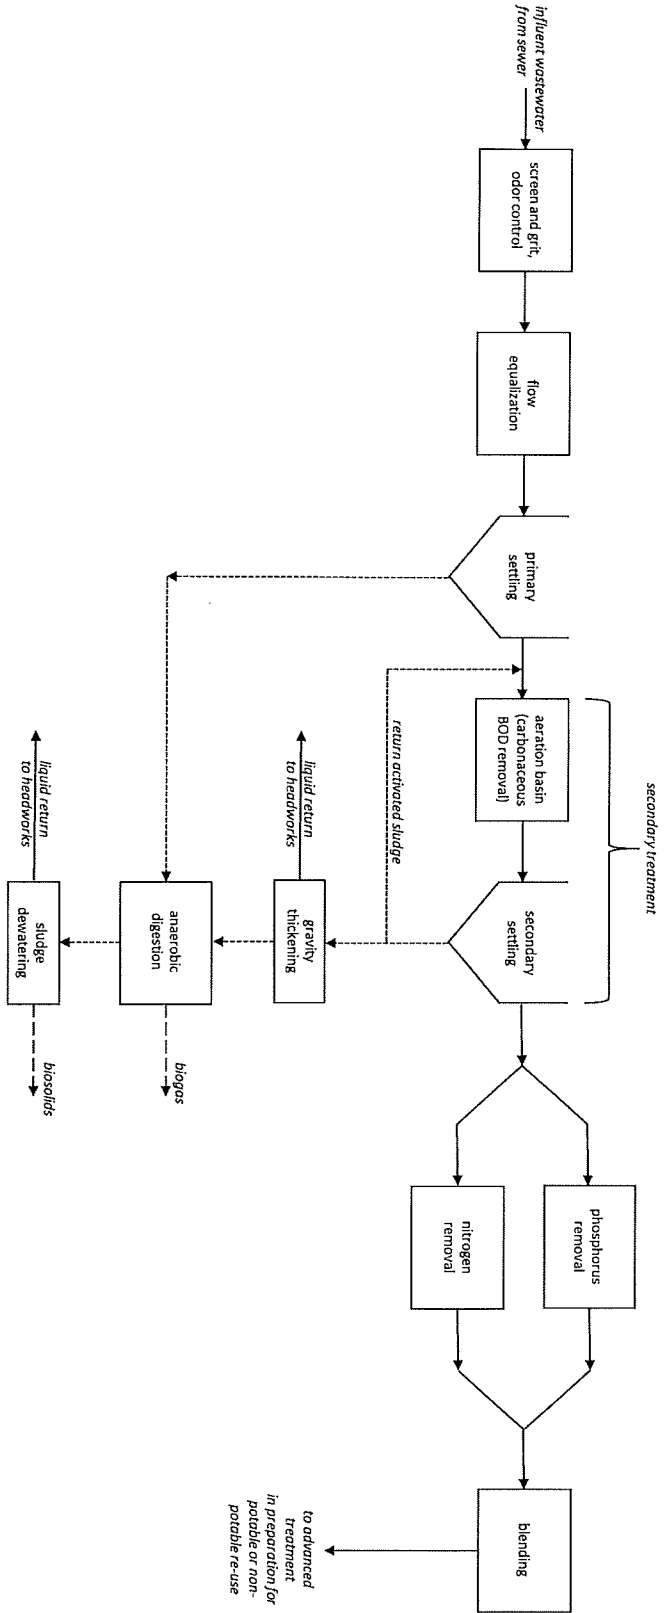 influent wastewater
from sewer
screen and grit,
odor control
flow
equalization
primary
settling
secondary treatment
aeration basin
(carbonaceous
BOD removal)
secondary
settling
return activated sludge
liquid return
to headworks
gravity
thickening
anaerobic
digestion
biogas
liquid return
to headworks
sludge
dewatering
biosolids
phosphorus
removal
nitrogen
removal
blending
to advanced
treatment
in preparation for
potable or non-
potable re-use